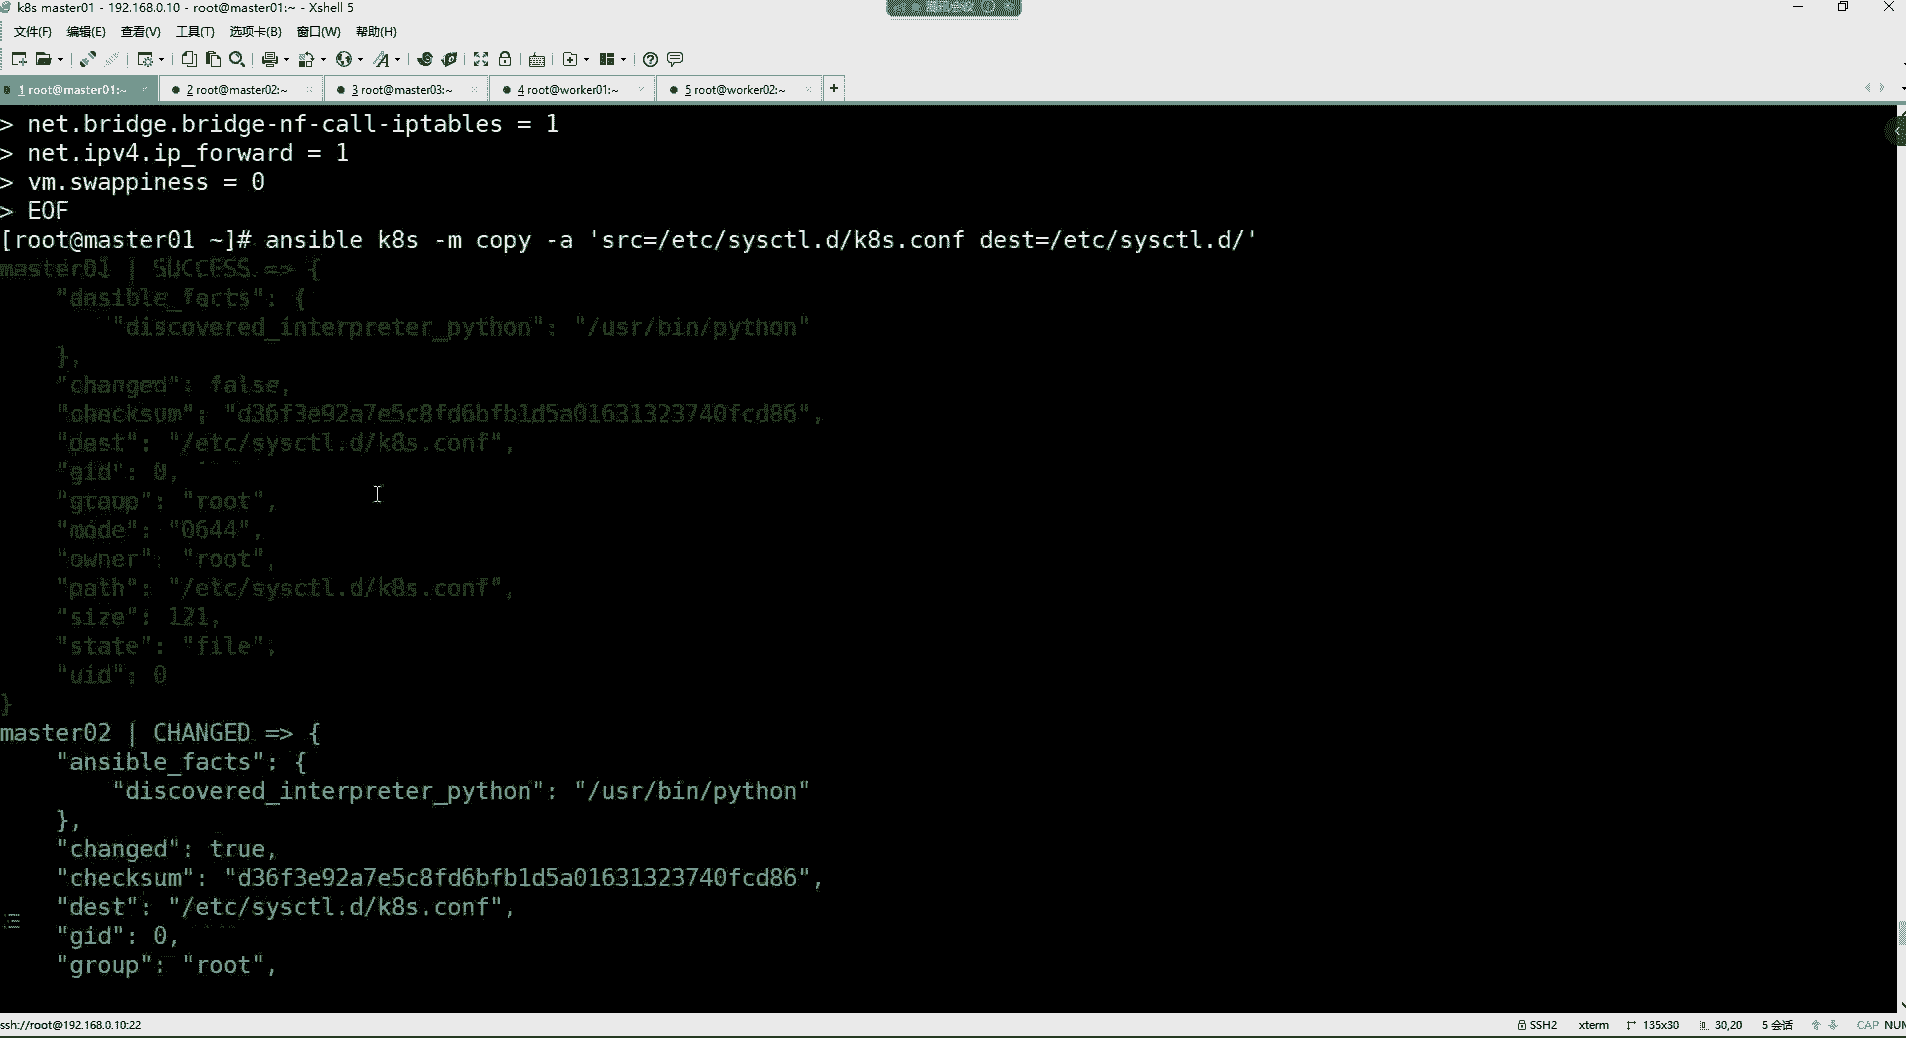 k8s master01 - 192.168.0.10 - root@master01:~ - Xshell 5
文件(F) 编辑(E) 查看(V) 工具(T) 选项卡(B) 窗口(W) 帮助(H)
1 root@master01:~ 2 root@master02:~ 3 root@master03:~ 4 root@worker01:~ 5 root@worker02:~ +
> net.bridge.bridge-nf-call-iptables = 1
> net.ipv4.ip_forward = 1
> vm.swappiness = 0
> EOF
[root@master01 ~]# ansible k8s -m copy -a 'src=/etc/sysctl.d/k8s.conf dest=/etc/sysctl.d/'
master01 | SUCCESS => {
"ansible_facts": {
"discovered_interpreter_python": "/usr/bin/python"
},
"changed": false,
"checksum": "d36f3e92a7e5c8fd6bfb1d5a01631323740fcd86",
"dest": "/etc/sysctl.d/k8s.conf",
"gid": 0,
"group": "root",
"mode": "0644",
"owner": "root",
"path": "/etc/sysctl.d/k8s.conf",
"size": 121,
"state": "file",
"uid": 0
}
master02 | CHANGED => {
"ansible_facts": {
"discovered_interpreter_python": "/usr/bin/python"
},
"changed": true,
"checksum": "d36f3e92a7e5c8fd6bfb1d5a01631323740fcd86",
"dest": "/etc/sysctl.d/k8s.conf",
"gid": 0,
"group": "root",
ssh://root@192.168.0.10:22 SSH2 xterm 135x30 30,20 5 会话 CAP NUM